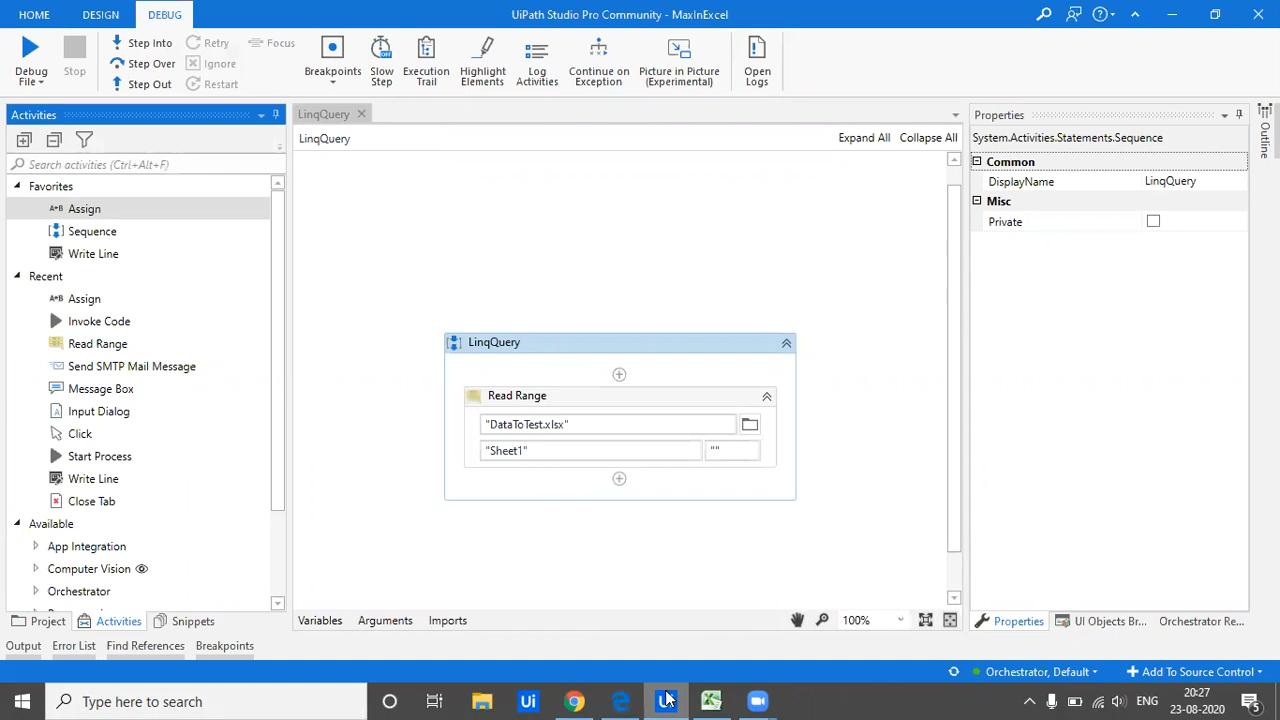 HOME DESIGN DEBUG UiPath Studio Pro Community - MaxInExcel
Debug File Stop Step Into Step Over Step Out Retry Ignore Restart Focus Breakpoints Slow Step Execution Trail Highlight Elements Log Activities Continue on Exception Picture in Picture (Experimental) Open Logs
Activities
Search activities (Ctrl+Alt+F)
Favorites
Assign
Sequence
Write Line
Recent
Assign
Invoke Code
Read Range
Send SMTP Mail Message
Message Box
Input Dialog
Click
Start Process
Write Line
Close Tab
Available
App Integration
Computer Vision
Orchestrator
Project Activities Snippets
LinqQuery
LinqQuery Expand All Collapse All
LinqQuery
Read Range
"DataToTest.xlsx"
"Sheet1" ""
Variables Arguments Imports 100%
Properties
System.Activities.Statements.Sequence
Common
DisplayName LinqQuery
Misc
Private
Outline
Properties UI Objects Br... Orchestrator Re...
Output Error List Find References Breakpoints
Orchestrator, Default Add To Source Control
Type here to search
Ui
ENG
20:27
23-08-2020
5